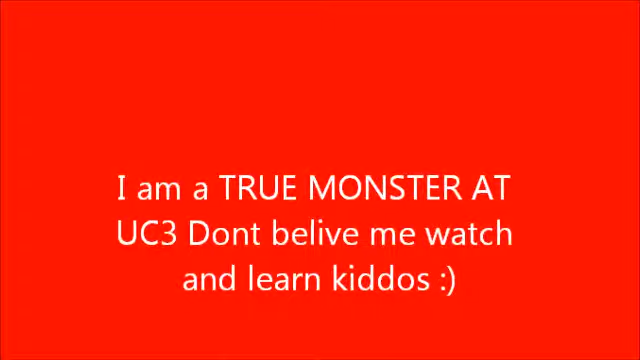 I am a TRUE MONSTER AT
UC3 Dont belive me watch
and learn kiddos :)